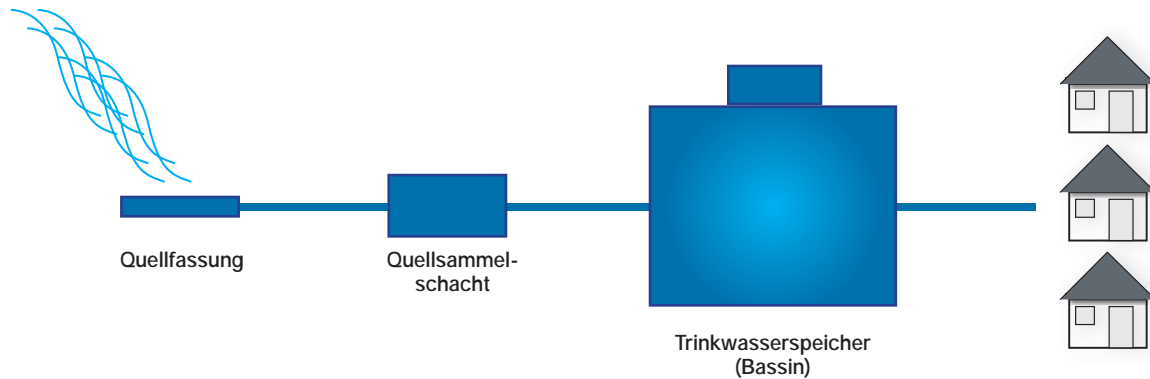 Quellfassung
Quellsammel-
schacht
Trinkwasserspeicher
(Bassin)